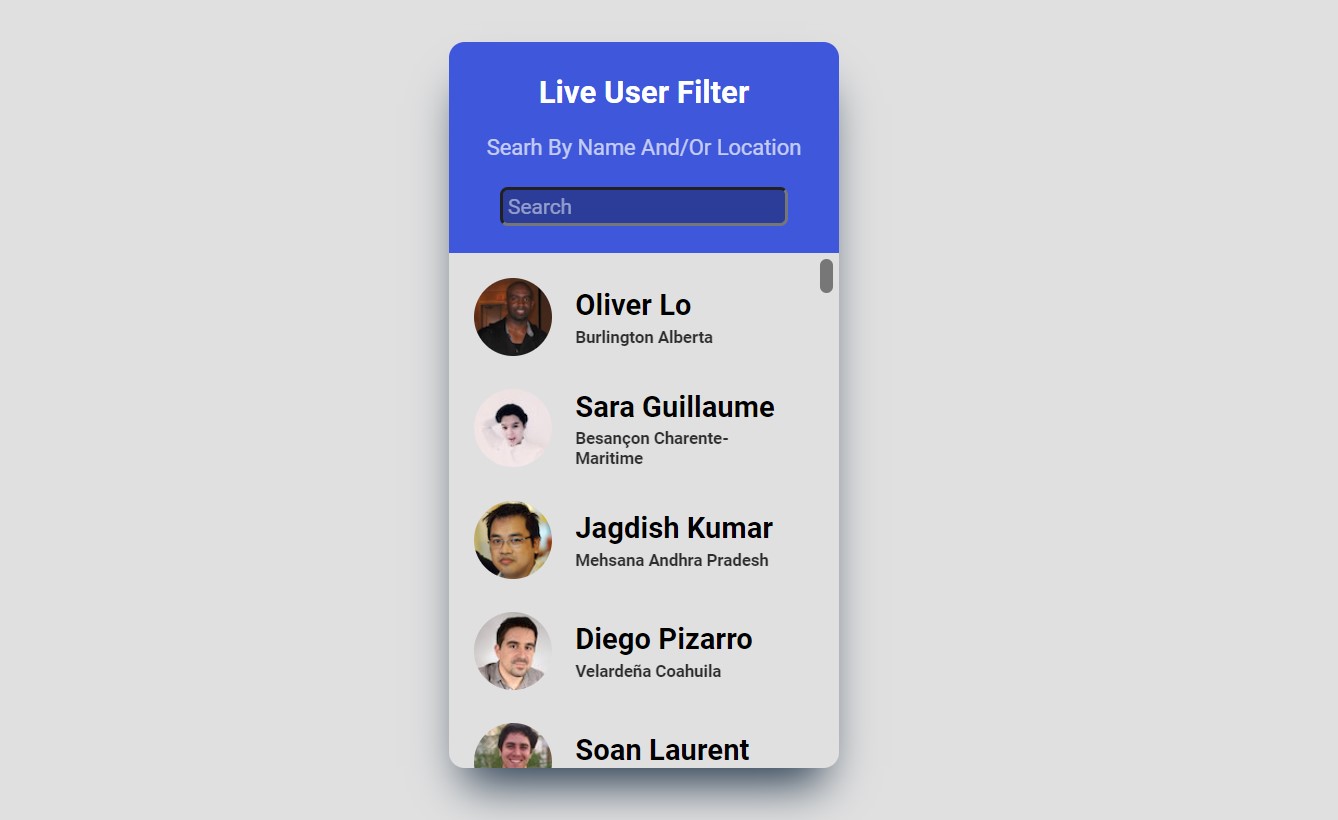 Live User Filter
Searh By Name And/Or Location
Search
Oliver Lo
Burlington Alberta
Sara Guillaume
Besançon Charente-
Maritime
Jagdish Kumar
Mehsana Andhra Pradesh
Diego Pizarro
Velardeña Coahuila
Soan Laurent